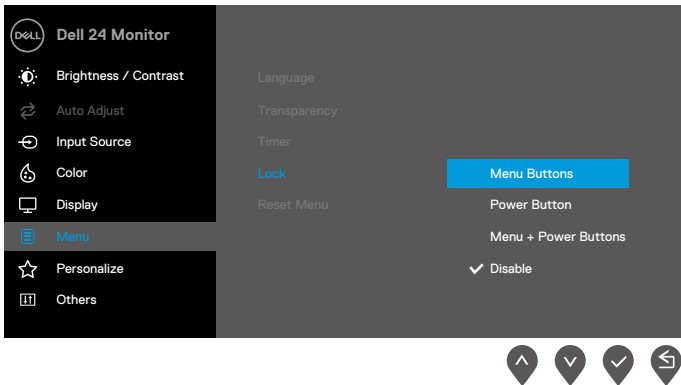 DELL Dell 24 Monitor
Brightness / Contrast
Auto Adjust
Input Source
Color
Display
Menu
Personalize
Others
Language
Transparency
Timer
Lock
Reset Menu
Menu Buttons
Power Button
Menu + Power Buttons
Disable